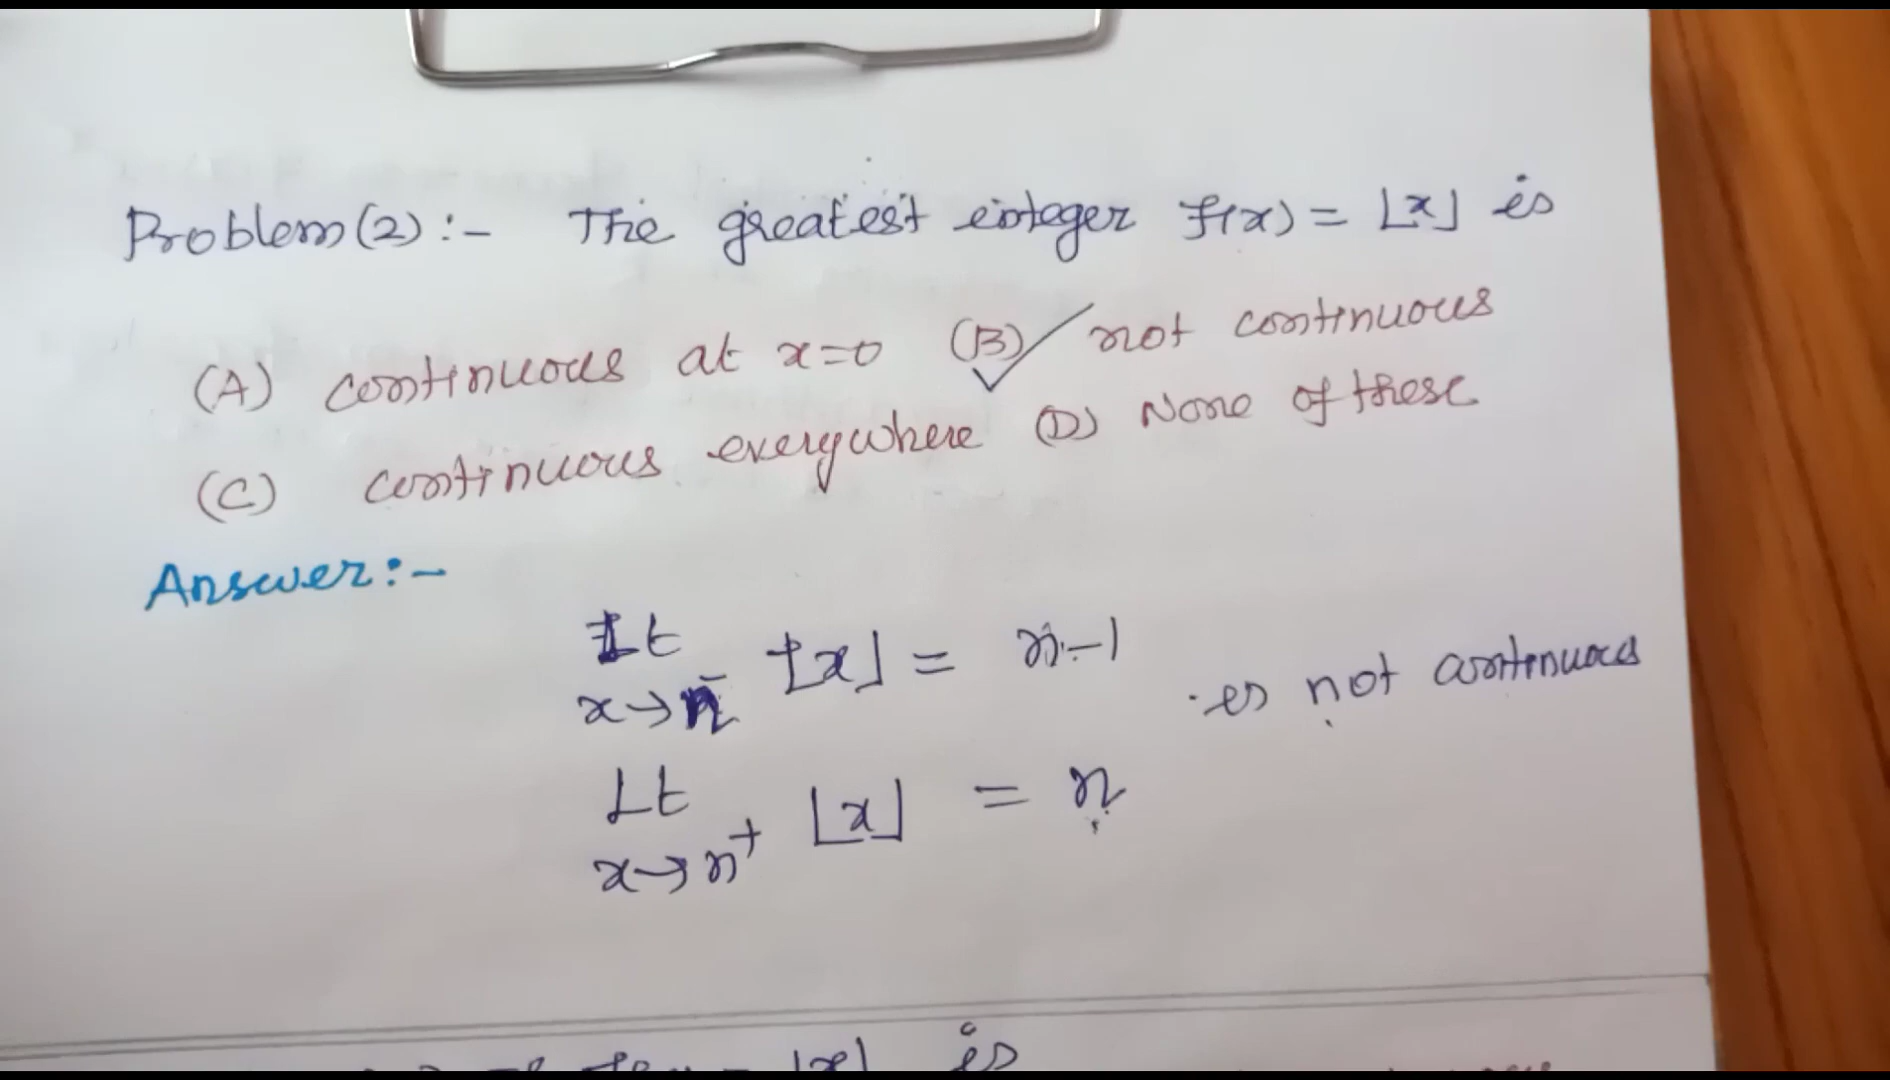 Problem(2):- The greatest integer f(x) = ⌊x⌋ is
(A) continuous at x=0 (B) not continuous
(C) continuous everywhere (D) None of these
Answer:-
Lt x→n⁻ ⌊x⌋ = n-1
is not continuous
Lt x→n⁺ ⌊x⌋ = n
⌊x⌋ is